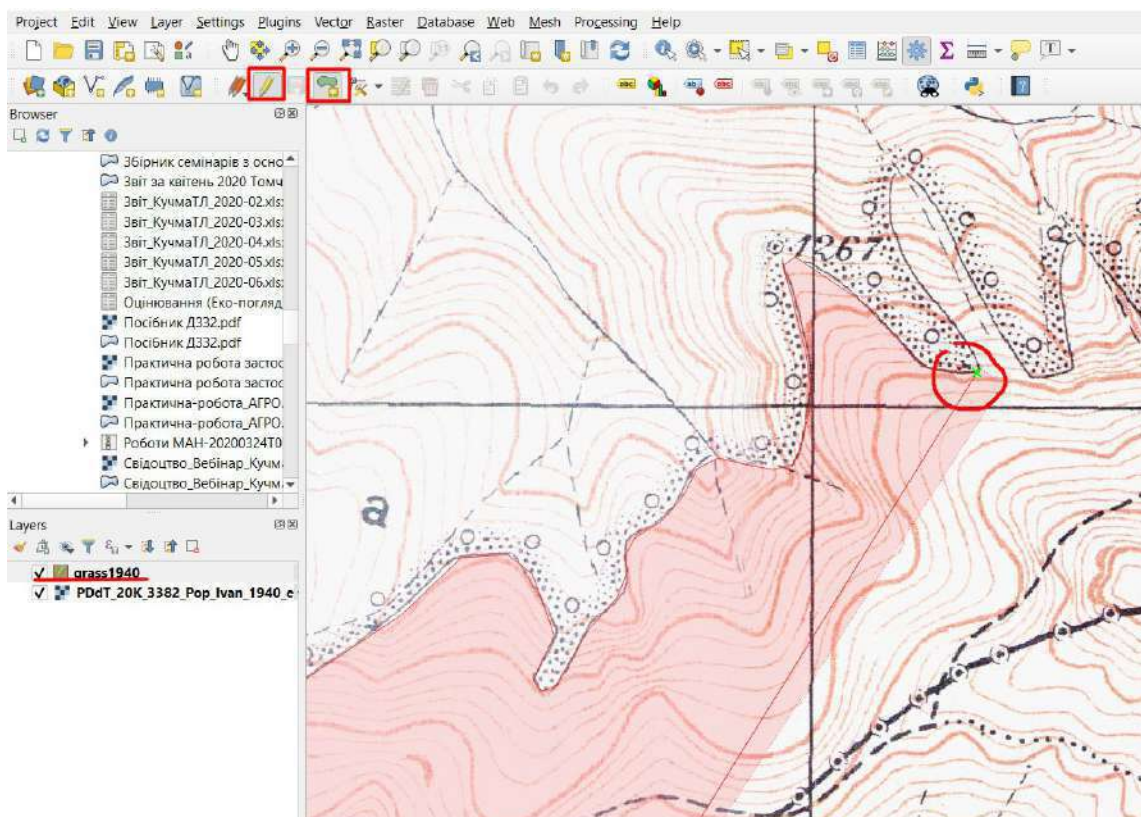 Project Edit View Layer Settings Plugins Vector Raster Database Web Mesh Processing Help
Browser
Збірник семінарів з осно
Звіт за квітень 2020 Томч
Звіт_КучмаТЛ_2020-02.xls:
Звіт_КучмаТЛ_2020-03.xls:
Звіт_КучмаТЛ_2020-04.xls:
Звіт_КучмаТЛ_2020-05.xls:
Звіт_КучмаТЛ_2020-06.xls:
Оцінювання (Еко-погляд
Посібник ДЗЗ2.pdf
Посібник ДЗЗ2.pdf
Практична робота застос
Практична робота застос
Практична-робота_АГРО.
Практична-робота_АГРО.
Роботи МАН-20200324T0
Свідоцтво_Вебінар_Кучм
Свідоцтво_Вебінар_Кучм
Layers
grass1940
PDdT_20K_3382_Pop_Ivan_1940_e
1267
a